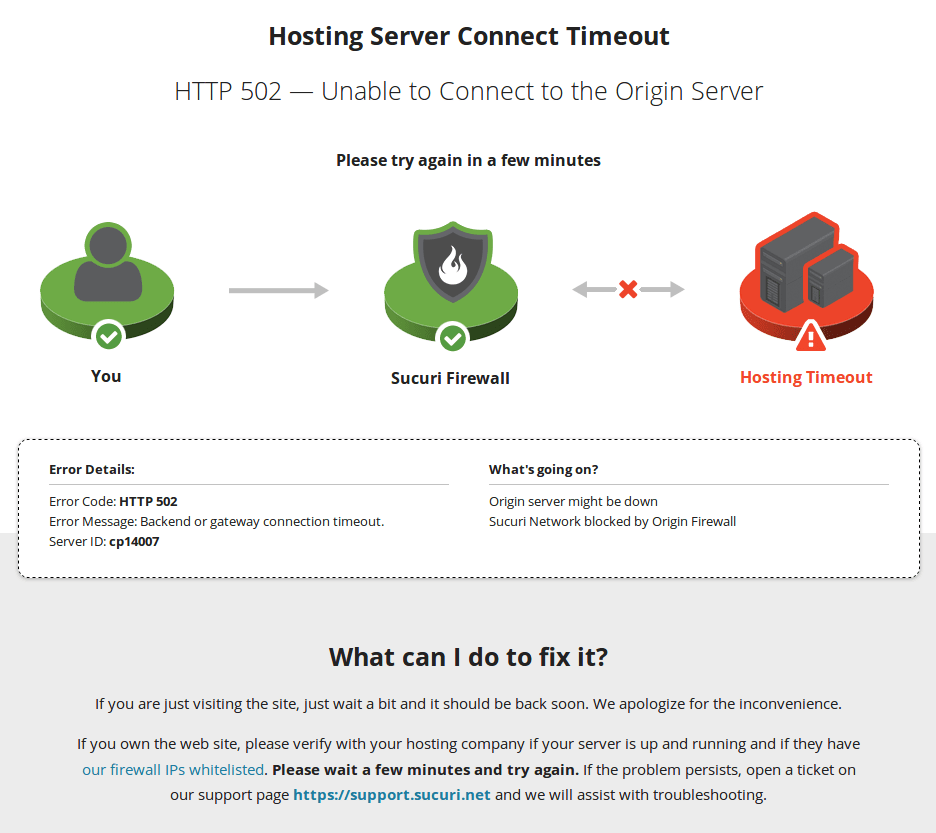 Hosting Server Connect Timeout
HTTP 502 — Unable to Connect to the Origin Server
Please try again in a few minutes
You
Sucuri Firewall
Hosting Timeout
Error Details:
Error Code: HTTP 502
Error Message: Backend or gateway connection timeout.
Server ID: cp14007
What's going on?
Origin server might be down
Sucuri Network blocked by Origin Firewall
What can I do to fix it?
If you are just visiting the site, just wait a bit and it should be back soon. We apologize for the inconvenience.
If you own the web site, please verify with your hosting company if your server is up and running and if they have
our firewall IPs whitelisted. Please wait a few minutes and try again. If the problem persists, open a ticket on
our support page https://support.sucuri.net and we will assist with troubleshooting.